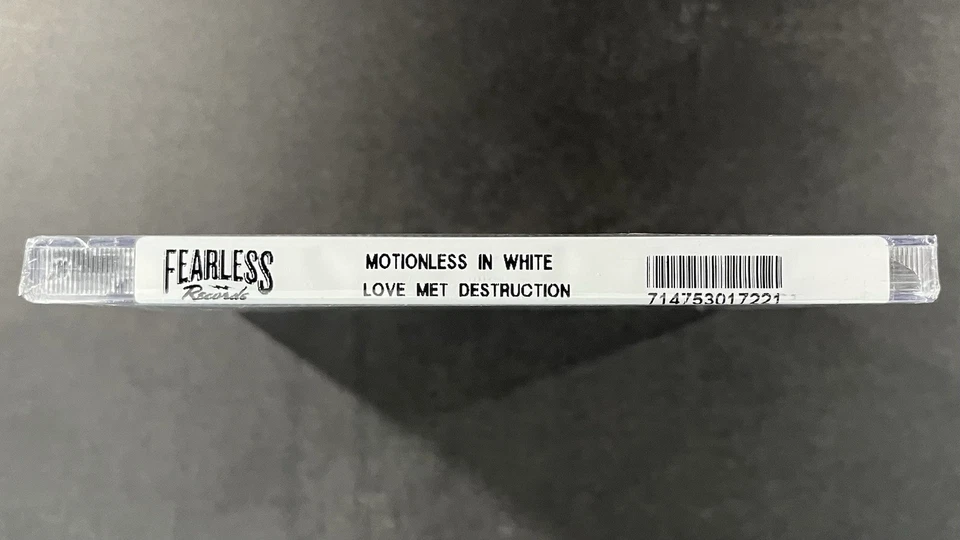 FEARLESS
Records
MOTIONLESS IN WHITE
LOVE MET DESTRUCTION
714753017221